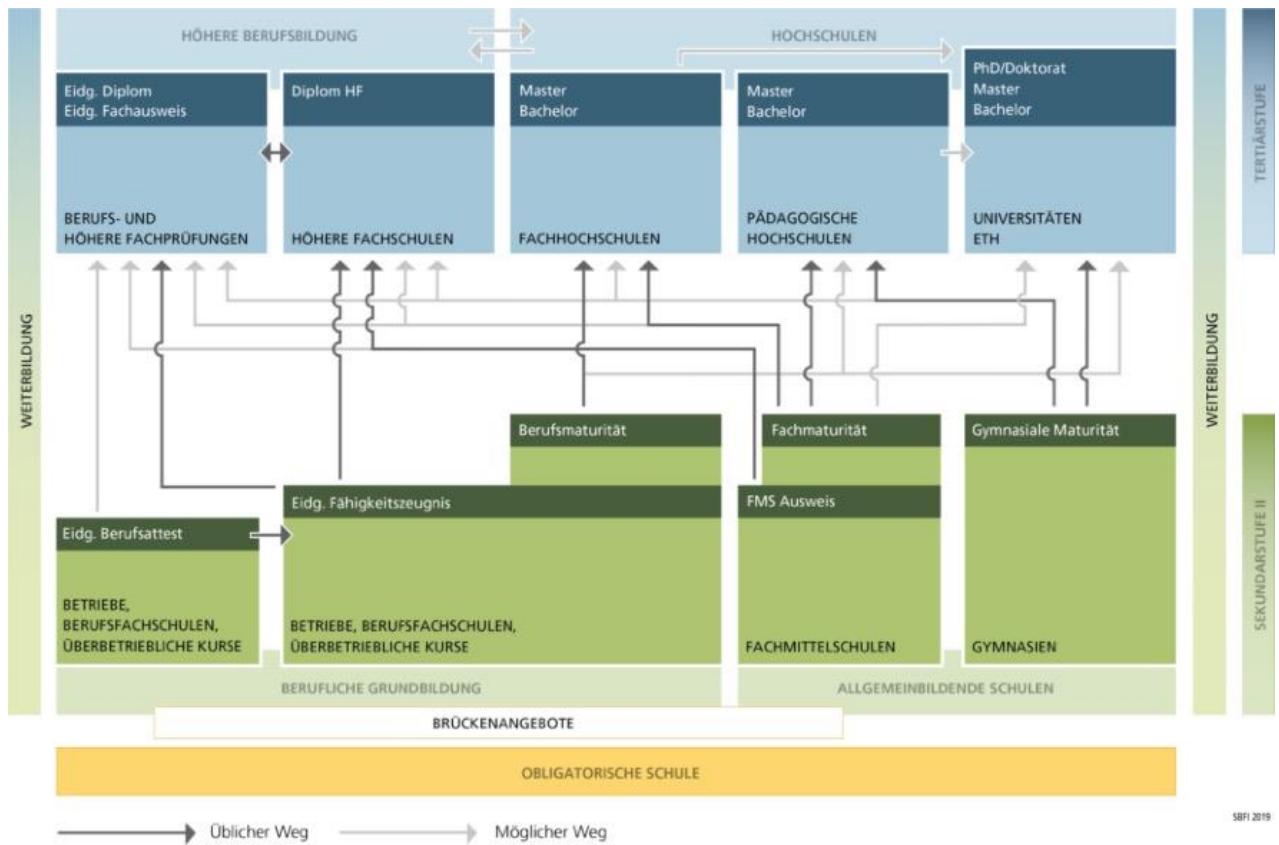 HÖHERE BERUFSBILDUNG
HOCHSCHULEN
Eidg. Diplom
Eidg. Fachausweis
BERUFS- UND
HÖHERE FACHPRÜFUNGEN
Diplom HF
HÖHERE FACHSCHULEN
Master
Bachelor
FACHHOCHSCHULEN
Master
Bachelor
PÄDAGOGISCHE
HOCHSCHULEN
PhD/Doktorat
Master
Bachelor
UNIVERSITÄTEN
ETH
TERTIÄRSTUFE
WEITERBILDUNG
WEITERBILDUNG
Berufsmaturität
Fachmaturität
Gymnasiale Maturität
Eidg. Fähigkeitszeugnis
FMS Ausweis
Eidg. Berufsattest
BETRIEBE,
BERUFSFACHSCHULEN,
ÜBERBETRIEBLICHE KURSE
BETRIEBE, BERUFSFACHSCHULEN,
ÜBERBETRIEBLICHE KURSE
FACHMITTELSCHULEN
GYMNASIEN
SEKUNDARSTUFE II
BERUFLICHE GRUNDBILDUNG
ALLGEMEINBILDENDE SCHULEN
BRÜCKENANGEBOTE
OBLIGATORISCHE SCHULE
Üblicher Weg
Möglicher Weg
SBFI 2019